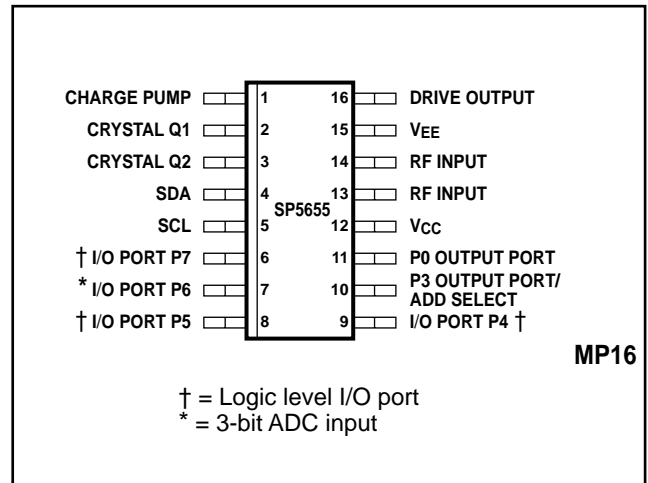 CHARGE PUMP 1 16 DRIVE OUTPUT
CRYSTAL Q1 2 15 VEE
CRYSTAL Q2 3 14 RF INPUT
SDA 4 13 RF INPUT
SP5655
SCL 5 12 VCC
† I/O PORT P7 6 11 P0 OUTPUT PORT
* I/O PORT P6 7 10 P3 OUTPUT PORT/
ADD SELECT
† I/O PORT P5 8 9 I/O PORT P4 †
MP16
† = Logic level I/O port
* = 3-bit ADC input